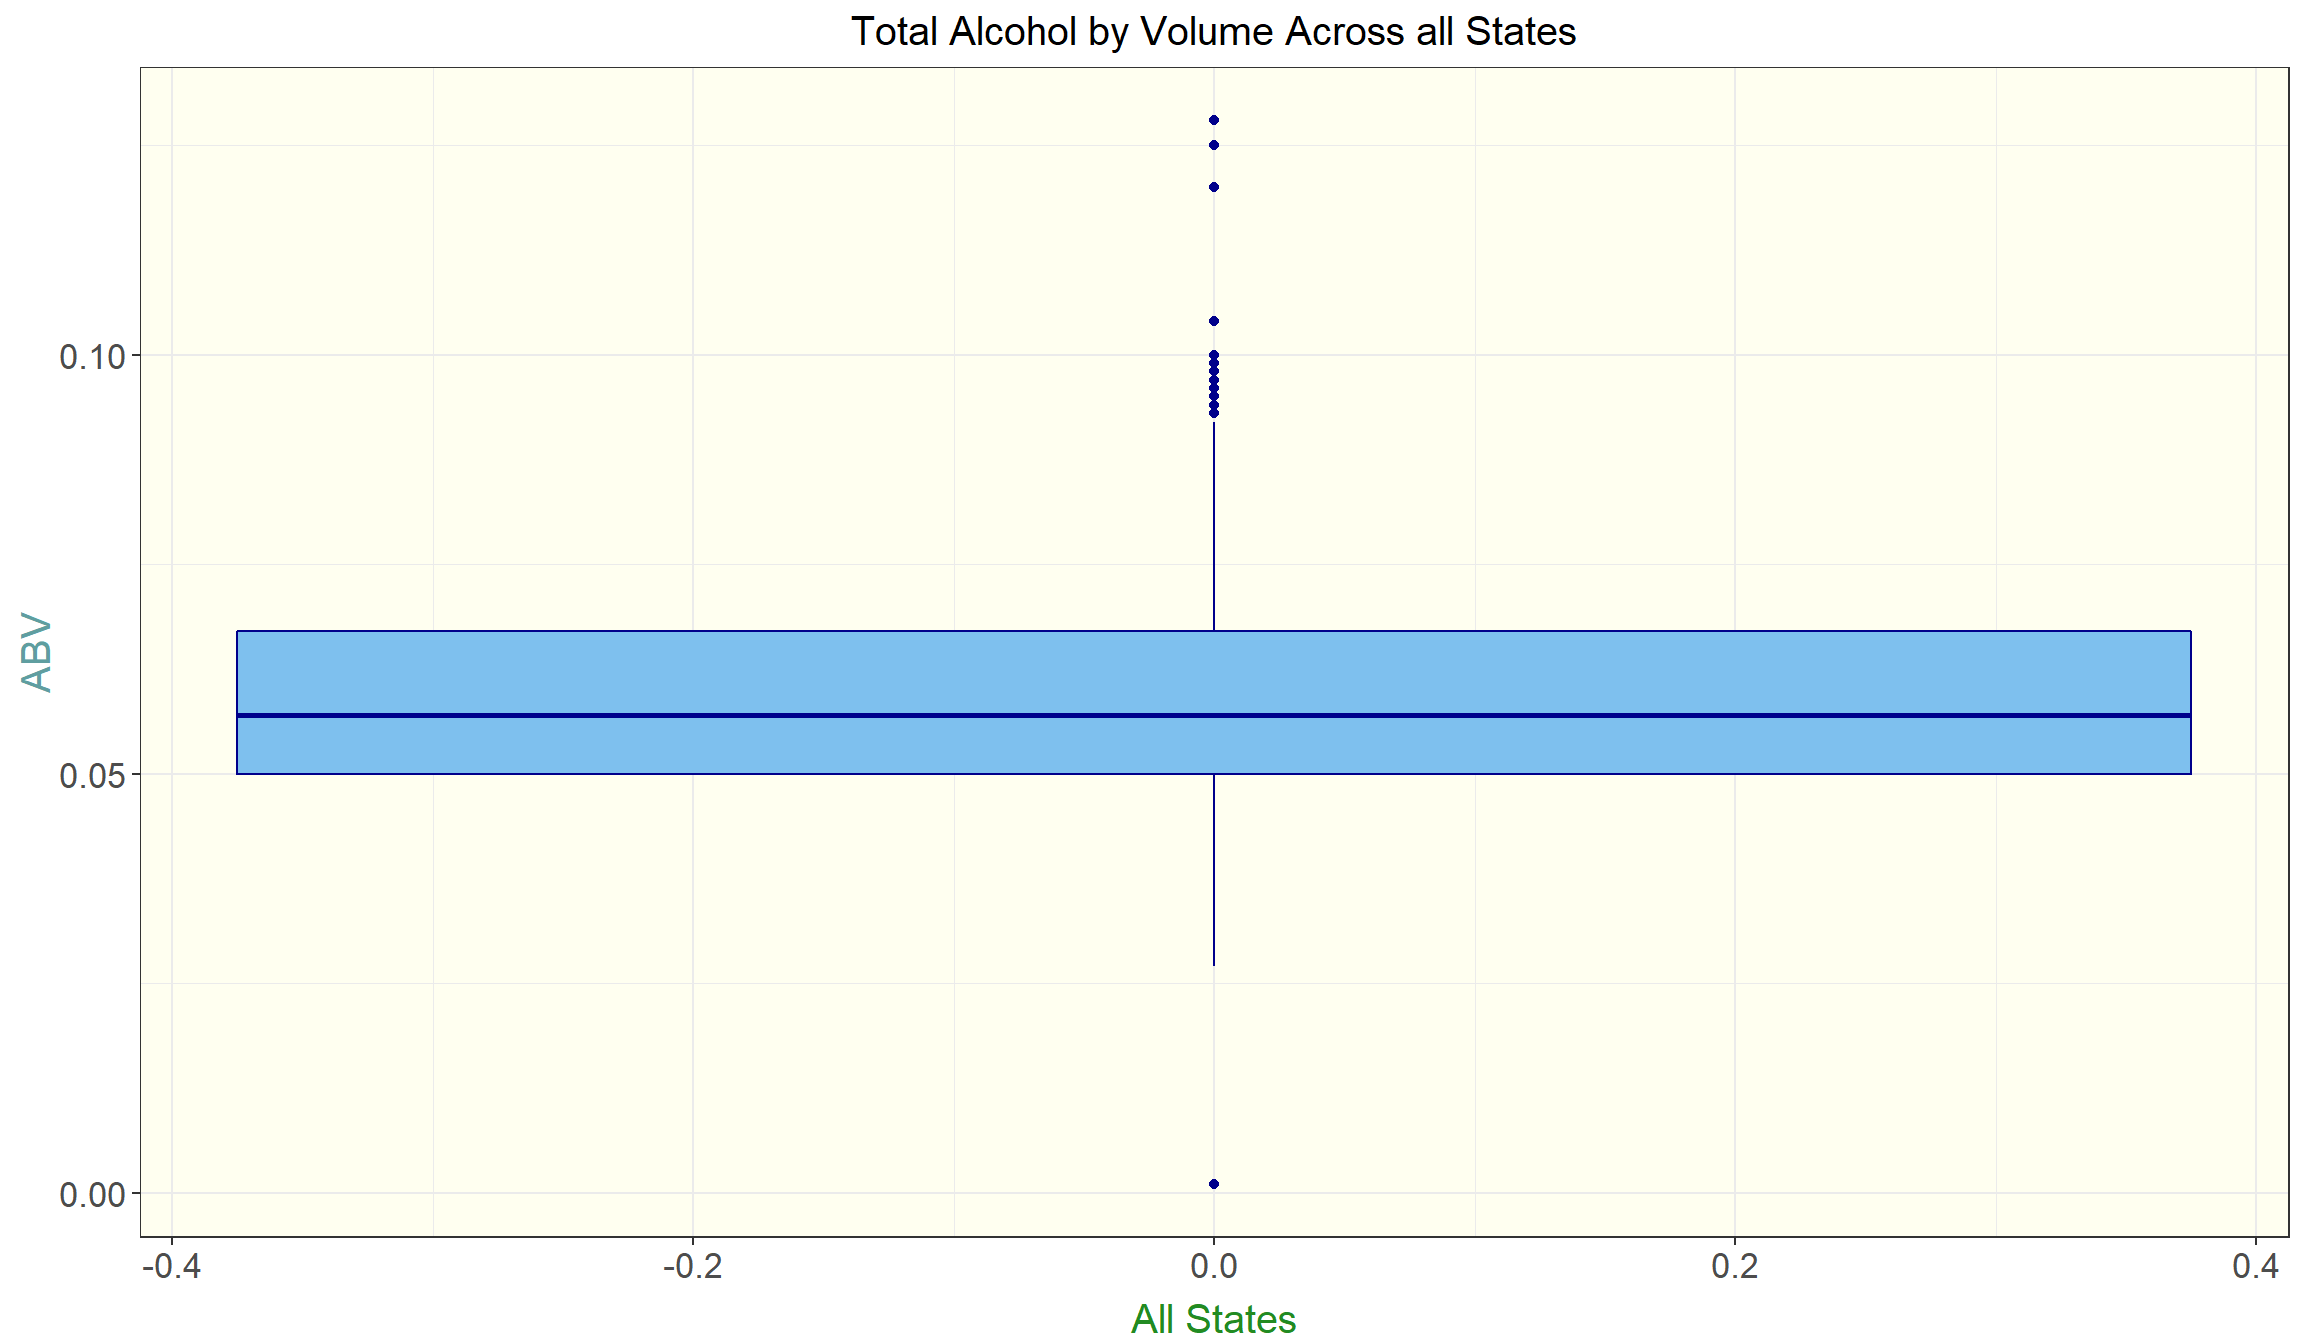 Total Alcohol by Volume Across all States
ABV
0.10
0.05
0.00
-0.4 -0.2 0.0 0.2 0.4
All States